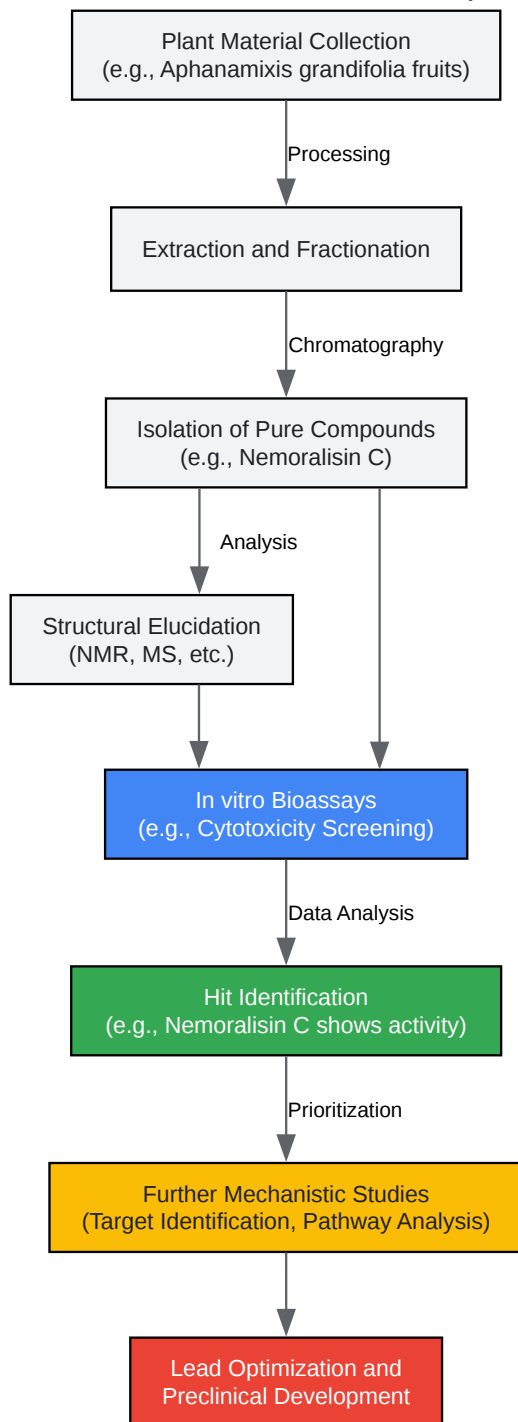 Plant Material Collection
(e.g., Aphanamixis grandifolia fruits)
Processing
Extraction and Fractionation
Chromatography
Isolation of Pure Compounds
(e.g., Nemoralisin C)
Analysis
Structural Elucidation
(NMR, MS, etc.)
In vitro Bioassays
(e.g., Cytotoxicity Screening)
Data Analysis
Hit Identification
(e.g., Nemoralisin C shows activity)
Prioritization
Further Mechanistic Studies
(Target Identification, Pathway Analysis)
Lead Optimization and
Preclinical Development